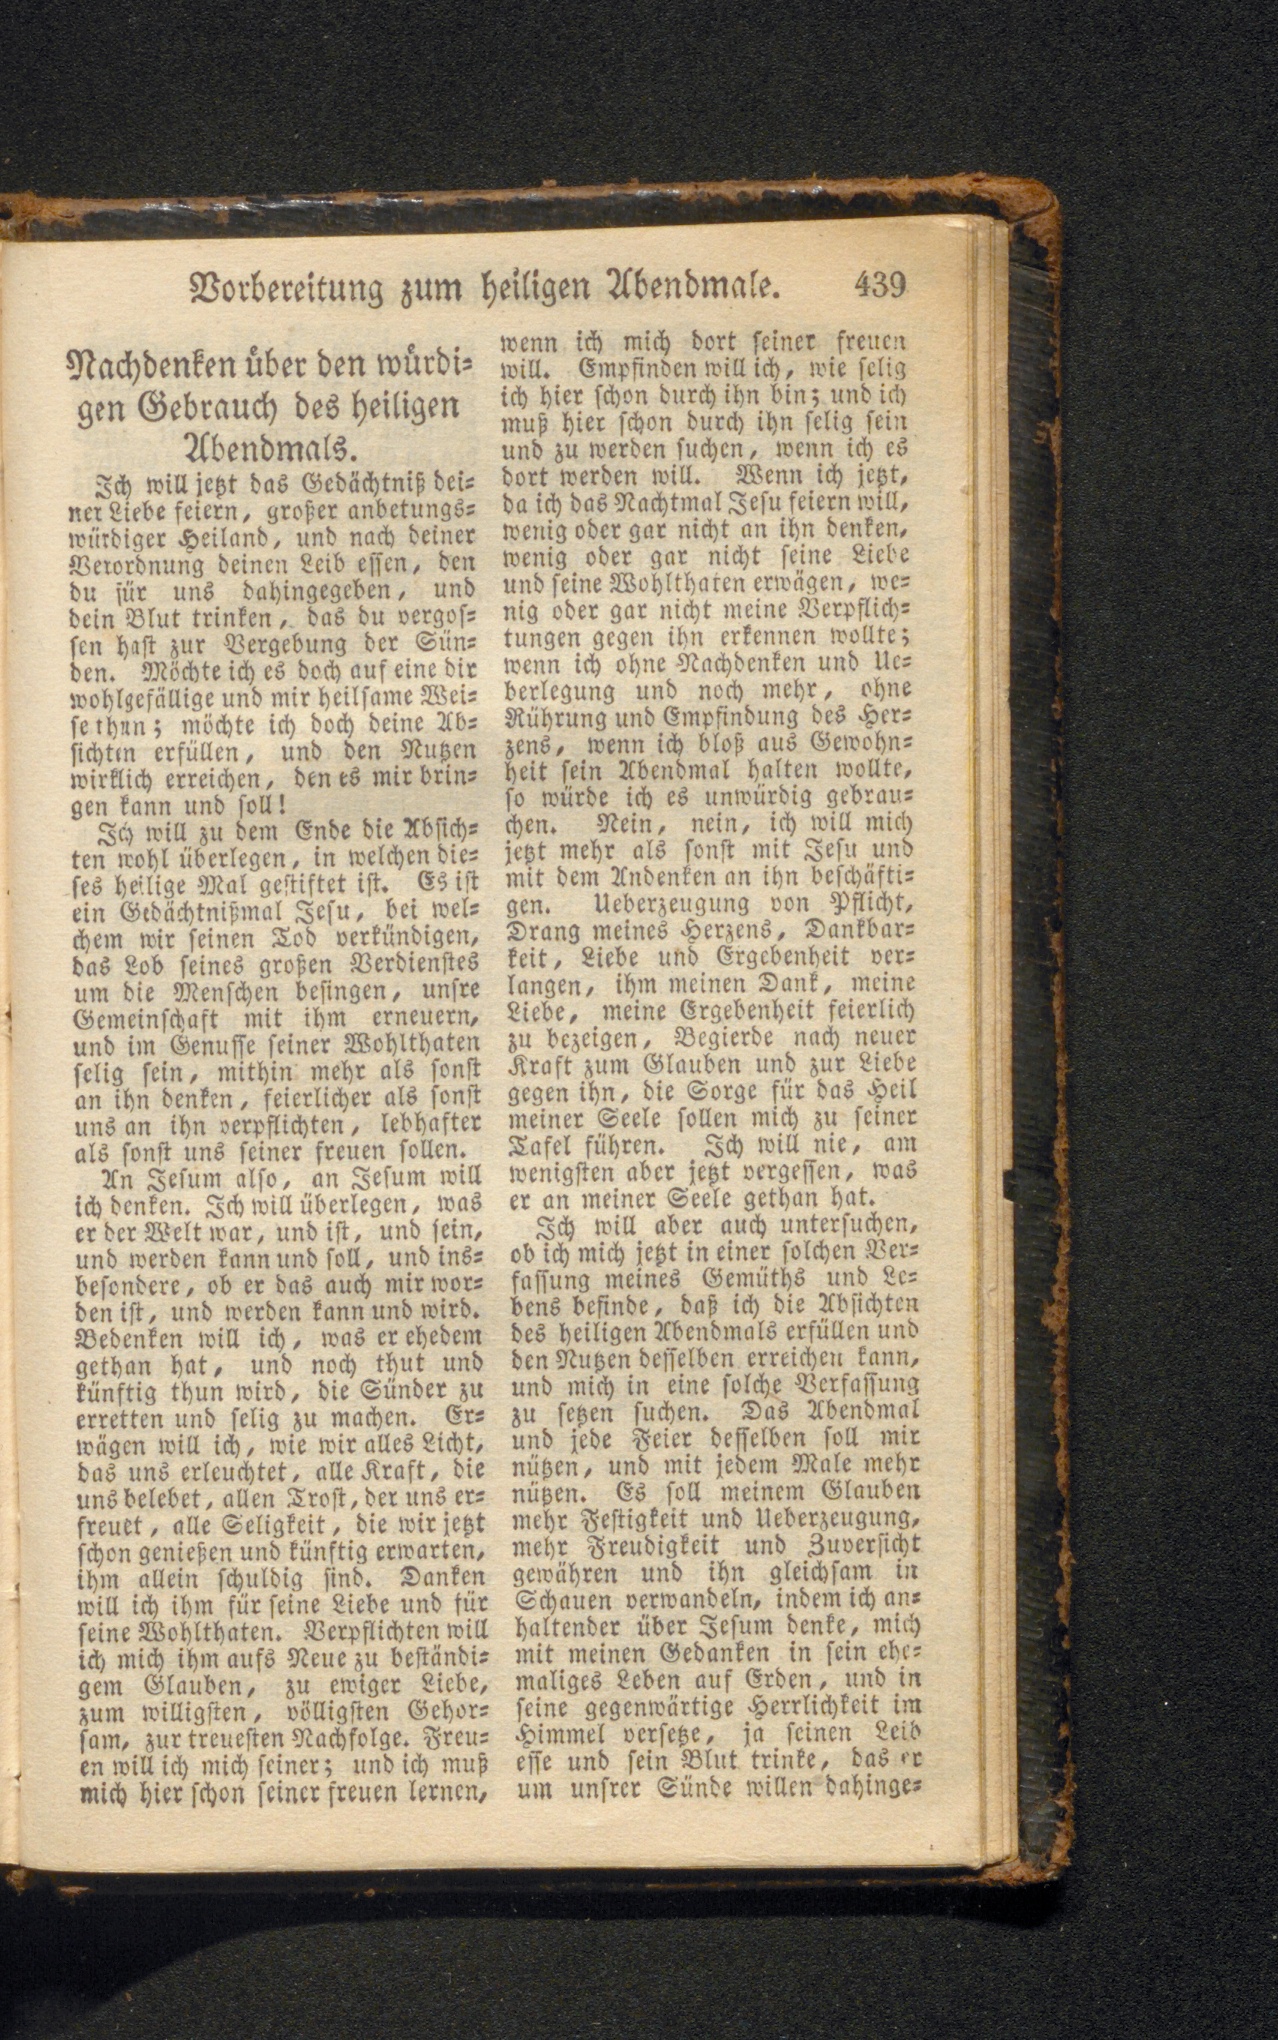 Vorbereitung zum heiligen Abendmale. 439
Nachdenken über den würdi-
gen Gebrauch des heiligen
Abendmals.
Ich will jetzt das Gedächtniß dei-
ner Liebe feiern, großer anbetungs-
würdiger Heiland, und nach deiner
Verordnung deinen Leib essen, den
du für uns dahingegeben, und
dein Blut trinken, das du vergos-
sen hast zur Vergebung der Sün-
den. Möchte ich es doch auf eine dir
wohlgefällige und mir heilsame Wei-
se thun; möchte ich doch deine Ab-
sichten erfüllen, und den Nutzen
wirklich erreichen, den es mir brin-
gen kann und soll!
Ich will zu dem Ende die Absich-
ten wohl überlegen, in welchen die-
ses heilige Mal gestiftet ist. Es ist
ein Gedächtnißmal Jesu, bei wel-
chem wir seinen Tod verkündigen,
das Lob seines großen Verdienstes
um die Menschen besingen, unsre
Gemeinschaft mit ihm erneuern,
und im Genusse seiner Wohlthaten
selig sein, mithin mehr als sonst
an ihn denken, feierlicher als sonst
uns an ihn verpflichten, lebhafter
als sonst uns seiner freuen sollen.
An Jesum also, an Jesum will
ich denken. Ich will überlegen, was
er der Welt war, und ist, und sein,
und werden kann und soll, und ins-
besondere, ob er das auch mir wor-
den ist, und werden kann und wird.
Bedenken will ich, was er ehedem
gethan hat, und noch thut und
künftig thun wird, die Sünder zu
erretten und selig zu machen. Er-
wägen will ich, wie wir alles Licht,
das uns erleuchtet, alle Kraft, die
uns belebet, allen Trost, der uns er-
freuet, alle Seligkeit, die wir jetzt
schon genießen und künftig erwarten,
ihm allein schuldig sind. Danken
will ich ihm für seine Liebe und für
seine Wohlthaten. Verpflichten will
ich mich ihm aufs Neue zu beständi-
gem Glauben, zu ewiger Liebe,
zum willigsten, völligsten Gehor-
sam, zur treuesten Nachfolge. Freu-
en will ich mich seiner; und ich muß
mich hier schon seiner freuen lernen,
wenn ich mich dort seiner freuen
will. Empfinden will ich, wie selig
ich hier schon durch ihn bin; und ich
muß hier schon durch ihn selig sein
und zu werden suchen, wenn ich es
dort werden will. Wenn ich jetzt,
da ich das Nachtmal Jesu feiern will,
wenig oder gar nicht an ihn denken,
wenig oder gar nicht seine Liebe
und seine Wohlthaten erwägen, we-
nig oder gar nicht meine Verpflich-
tungen gegen ihn erkennen wollte;
wenn ich ohne Nachdenken und Ue-
berlegung und noch mehr, ohne
Rührung und Empfindung des Her-
zens, wenn ich bloß aus Gewohn-
heit sein Abendmal halten wollte,
so würde ich es unwürdig gebrau-
chen. Nein, nein, ich will mich
jetzt mehr als sonst mit Jesu und
mit dem Andenken an ihn beschäfti-
gen. Ueberzeugung von Pflicht,
Drang meines Herzens, Dankbar-
keit, Liebe und Ergebenheit ver-
langen, ihm meinen Dank, meine
Liebe, meine Ergebenheit feierlich
zu bezeigen, Begierde nach neuer
Kraft zum Glauben und zur Liebe
gegen ihn, die Sorge für das Heil
meiner Seele sollen mich zu seiner
Tafel führen. Ich will nie, am
wenigsten aber jetzt vergessen, was
er an meiner Seele gethan hat.
Ich will aber auch untersuchen,
ob ich mich jetzt in einer solchen Ver-
fassung meines Gemüths und Le-
bens befinde, daß ich die Absichten
des heiligen Abendmals erfüllen und
den Nutzen desselben erreichen kann,
und mich in eine solche Verfassung
zu setzen suchen. Das Abendmal
und jede Feier desselben soll mir
nützen, und mit jedem Male mehr
nützen. Es soll meinem Glauben
mehr Festigkeit und Ueberzeugung,
mehr Freudigkeit und Zuversicht
gewähren und ihn gleichsam in
Schauen verwandeln, indem ich an-
haltender über Jesum denke, mich
mit meinen Gedanken in sein ehe-
maliges Leben auf Erden, und in
seine gegenwärtige Herrlichkeit im
Himmel versetze, ja seinen Leib
esse und sein Blut trinke, das er
um unsrer Sünde willen dahinge-